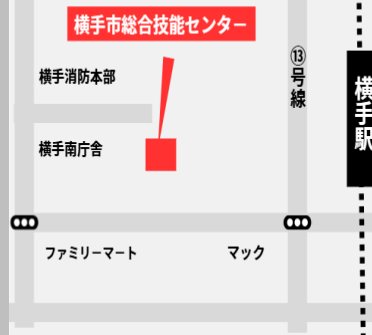 横手市総合技能センター
横手消防本部
⑬号線
横手駅
横手南庁舎
ファミリーマート
マック